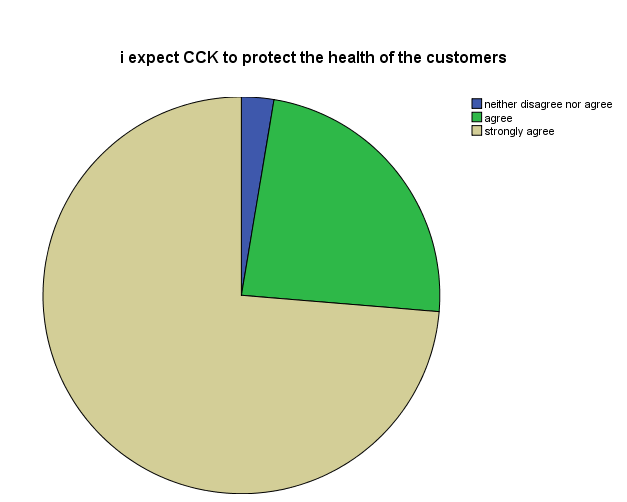 i expect CCK to protect the health of the customers
neither disagree nor agree
agree
strongly agree